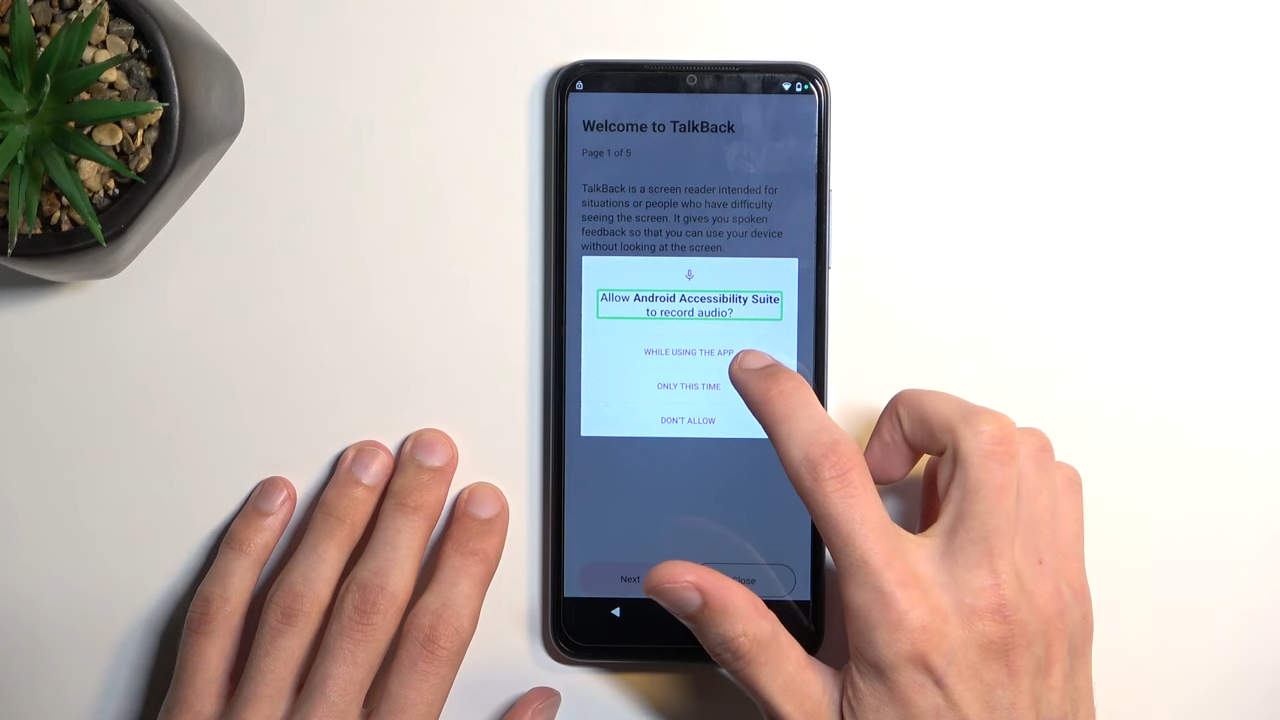 Welcome to TalkBack
Page 1 of 5
TalkBack is a screen reader intended for
situations or people who have difficulty
seeing the screen. It gives you spoken
feedback so that you can use your device
without looking at the screen.
Allow Android Accessibility Suite
to record audio?
WHILE USING THE APP
ONLY THIS TIME
DON'T ALLOW
Next
Close